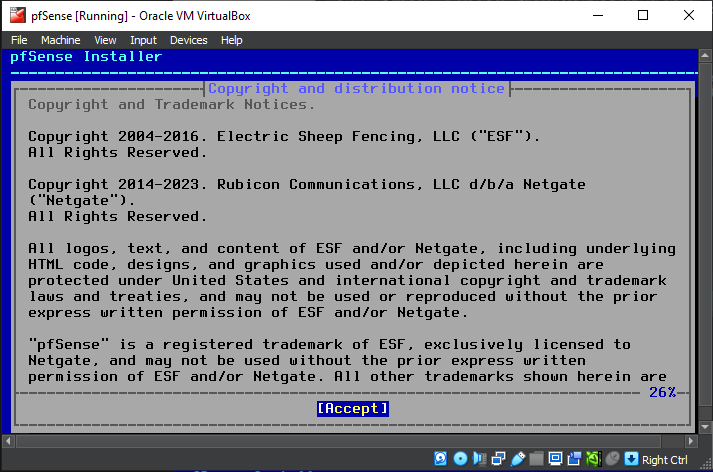 pfSense [Running] - Oracle VM VirtualBox
File Machine View Input Devices Help
pfSense Installer
Copyright and distribution notice
Copyright and Trademark Notices.
Copyright 2004-2016. Electric Sheep Fencing, LLC ("ESF").
All Rights Reserved.
Copyright 2014-2023. Rubicon Communications, LLC d/b/a Netgate
("Netgate").
All Rights Reserved.
All logos, text, and content of ESF and/or Netgate, including underlying
HTML code, designs, and graphics used and/or depicted herein are
protected under United States and international copyright and trademark
laws and treaties, and may not be used or reproduced without the prior
express written permission of ESF and/or Netgate.
"pfSense" is a registered trademark of ESF, exclusively licensed to
Netgate, and may not be used without the prior express written
permission of ESF and/or Netgate. All other trademarks shown herein are
26%
[Accept]
Right Ctrl